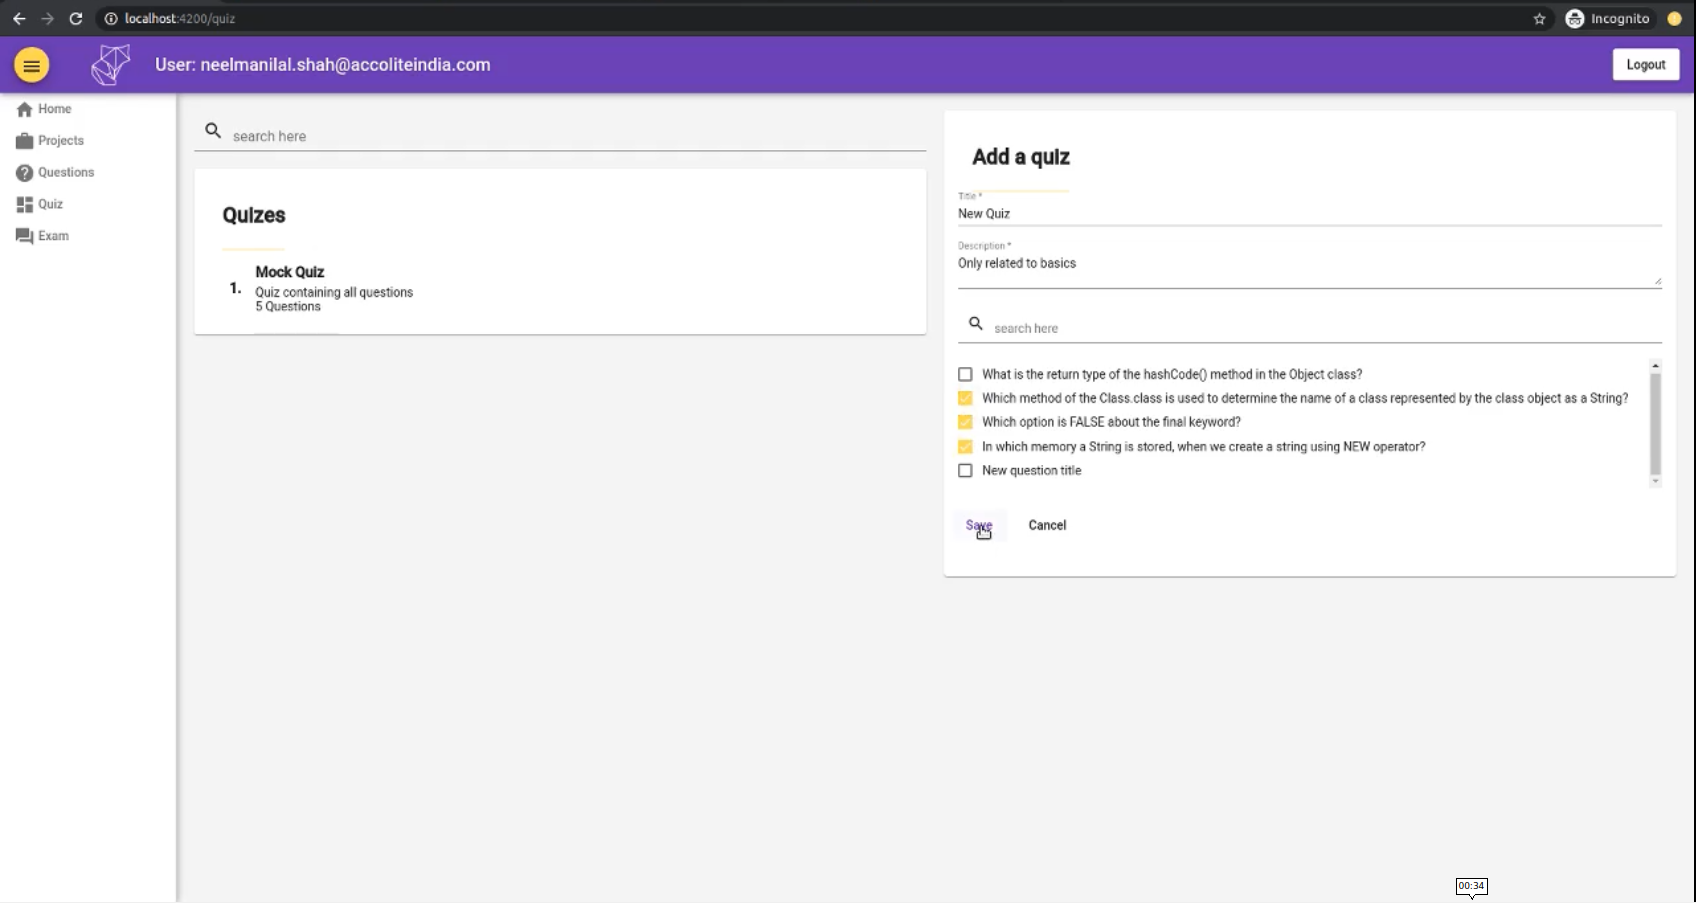 localhost:4200/quiz
Incognito
User: neelmanilal.shah@accoliteindia.com
Logout
Home
Projects
Questions
Quiz
Exam
search here
Quizes
1.
Mock Quiz
Quiz containing all questions
5 Questions
Add a quiz
Title *
New Quiz
Description *
Only related to basics
search here
What is the return type of the hashCode() method in the Object class?
Which method of the Class.class is used to determine the name of a class represented by the class object as a String?
Which option is FALSE about the final keyword?
In which memory a String is stored, when we create a string using NEW operator?
New question title
Save
Cancel
00:34